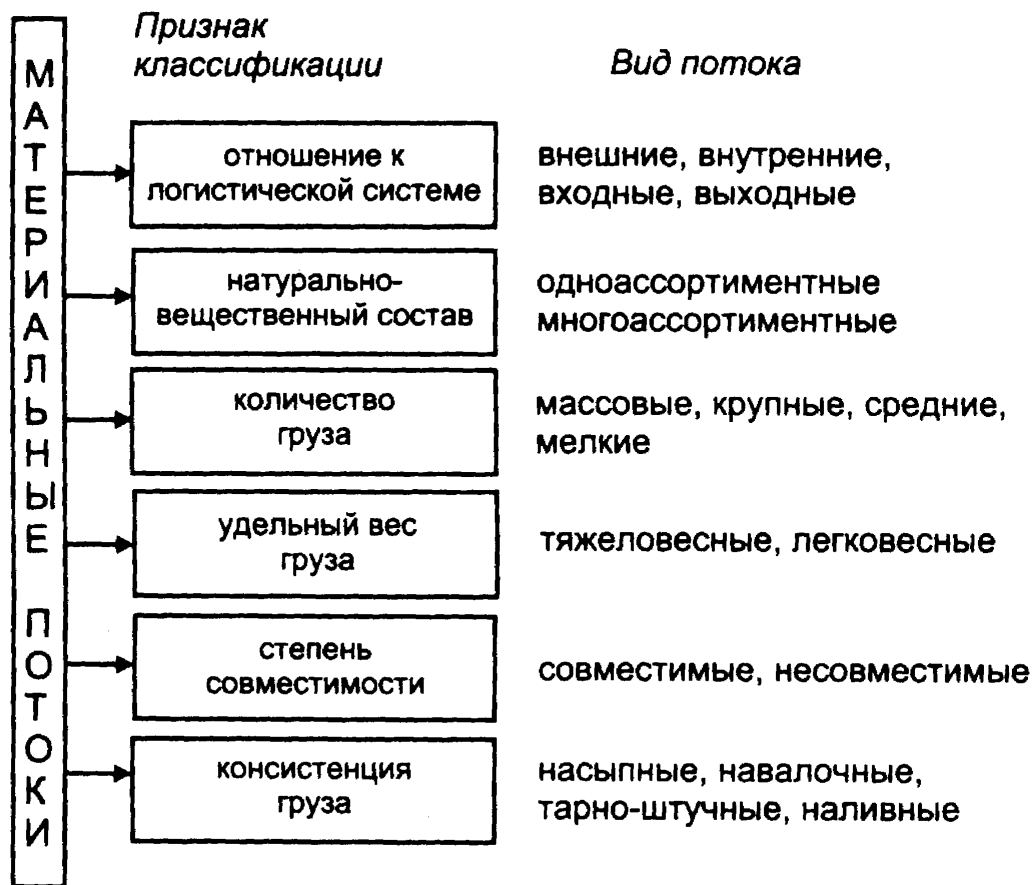 МАТЕРИАЛЬНЫЕ ПОТОКИ
Признак
классификации
Вид потока
отношение к
логистической системе
внешние, внутренние,
входные, выходные
натурально-
вещественный состав
одноассортиментные
многоассортиментные
количество
груза
массовые, крупные, средние,
мелкие
удельный вес
груза
тяжеловесные, легковесные
степень
совместимости
совместимые, несовместимые
консистенция
груза
насыпные, навалочные,
тарно-штучные, наливные